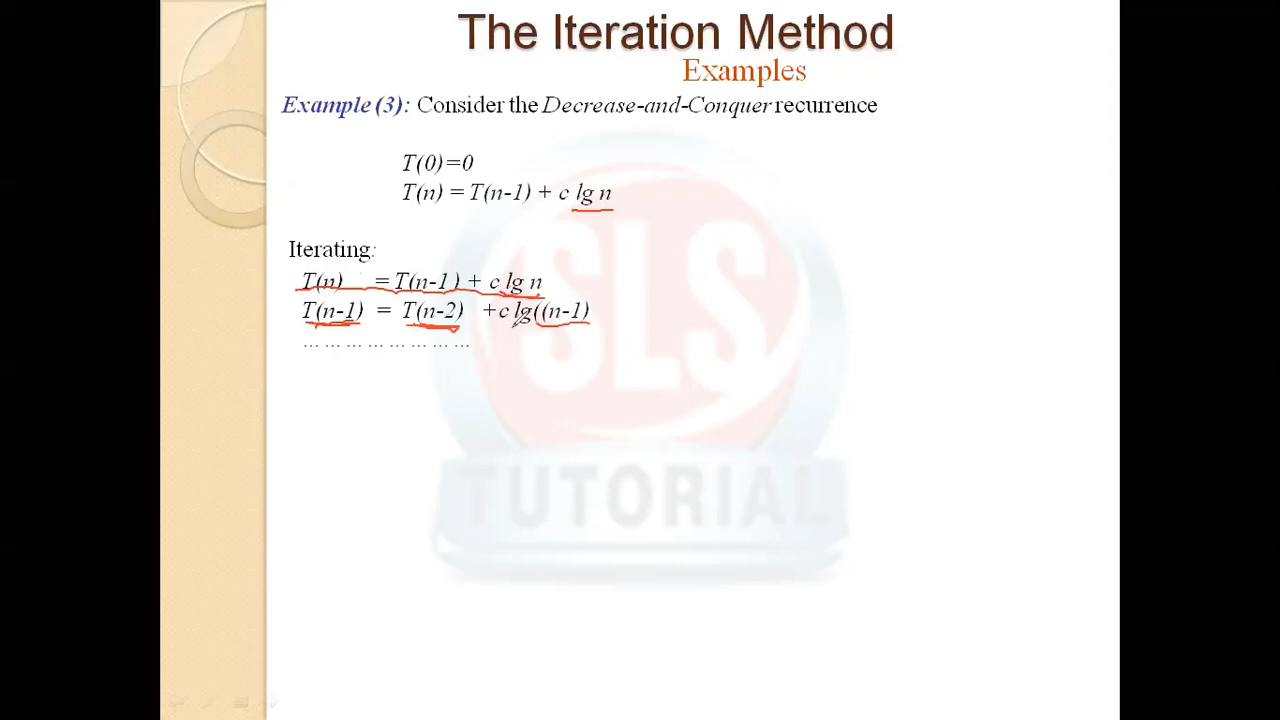 The Iteration Method
Examples
Example (3): Consider the Decrease-and-Conquer recurrence
T(0)=0
T(n) = T(n-1) + c lg n
Iterating:
T(n) = T(n-1 ) + c lg n
T(n-1) = T(n-2) +c lg((n-1)
... ... ... ... ... ... ... ...
SLS
TUTORIAL